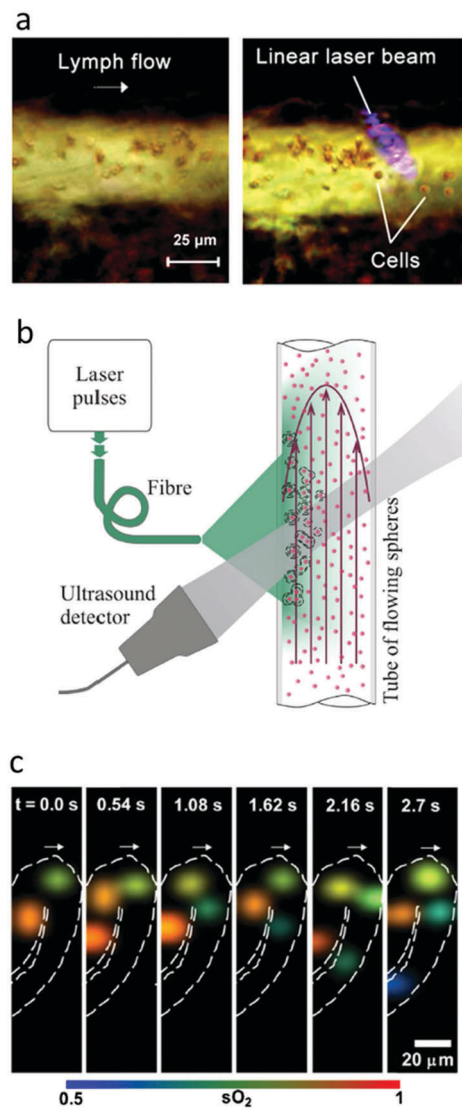 a
Lymph flow
25 µm
Linear laser beam
Cells
b
Laser
pulses
Fibre
Ultrasound
detector
Tube of flowing spheres
c
t = 0.0 s
0.54 s
1.08 s
1.62 s
2.16 s
2.7 s
20 µm
0.5
sO₂
1